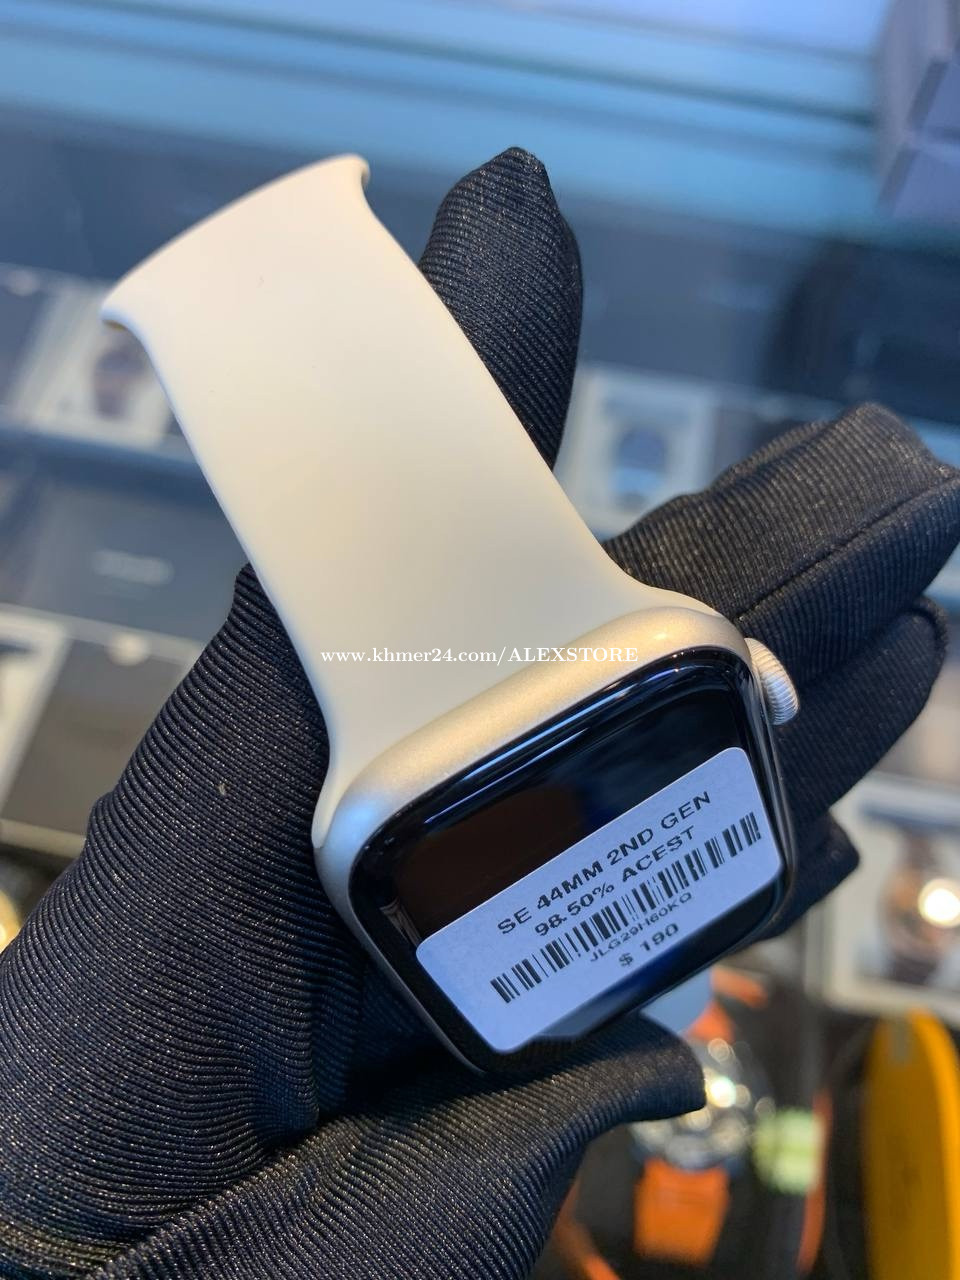 www.khmer24.com/ALEXSTORE
SE 44MM 2ND GEN
98.50% ACEST
JLG29H60KQ
$ 190